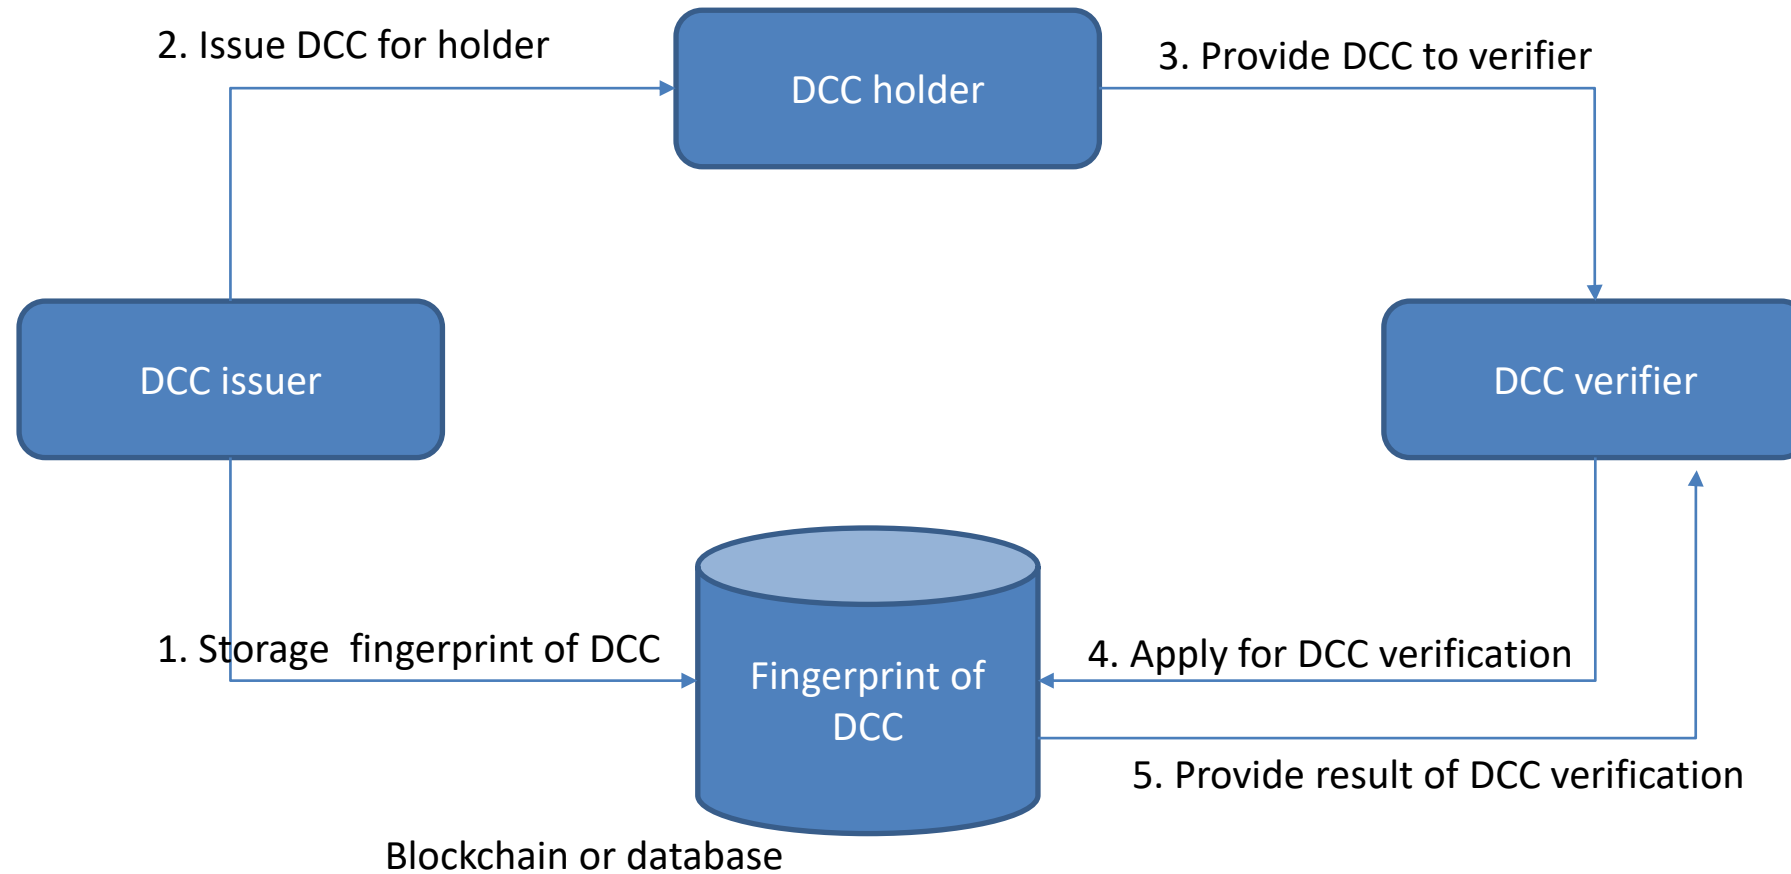 2. Issue DCC for holder
DCC holder
3. Provide DCC to verifier
DCC issuer
DCC verifier
1. Storage  fingerprint of DCC
Fingerprint of
DCC
4. Apply for DCC verification
5. Provide result of DCC verification
Blockchain or database